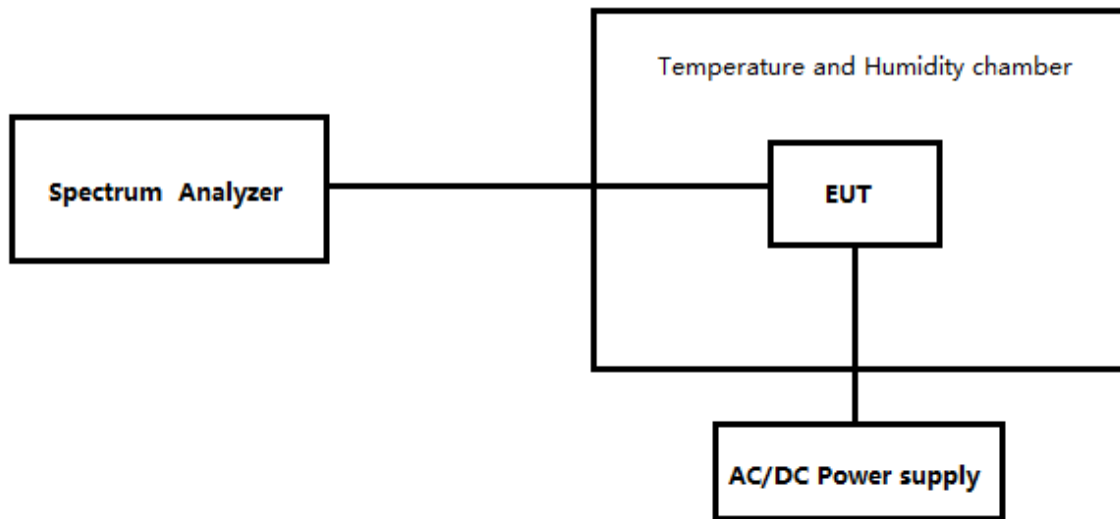 Temperature and Humidity chamber
Spectrum Analyzer
EUT
AC/DC Power supply